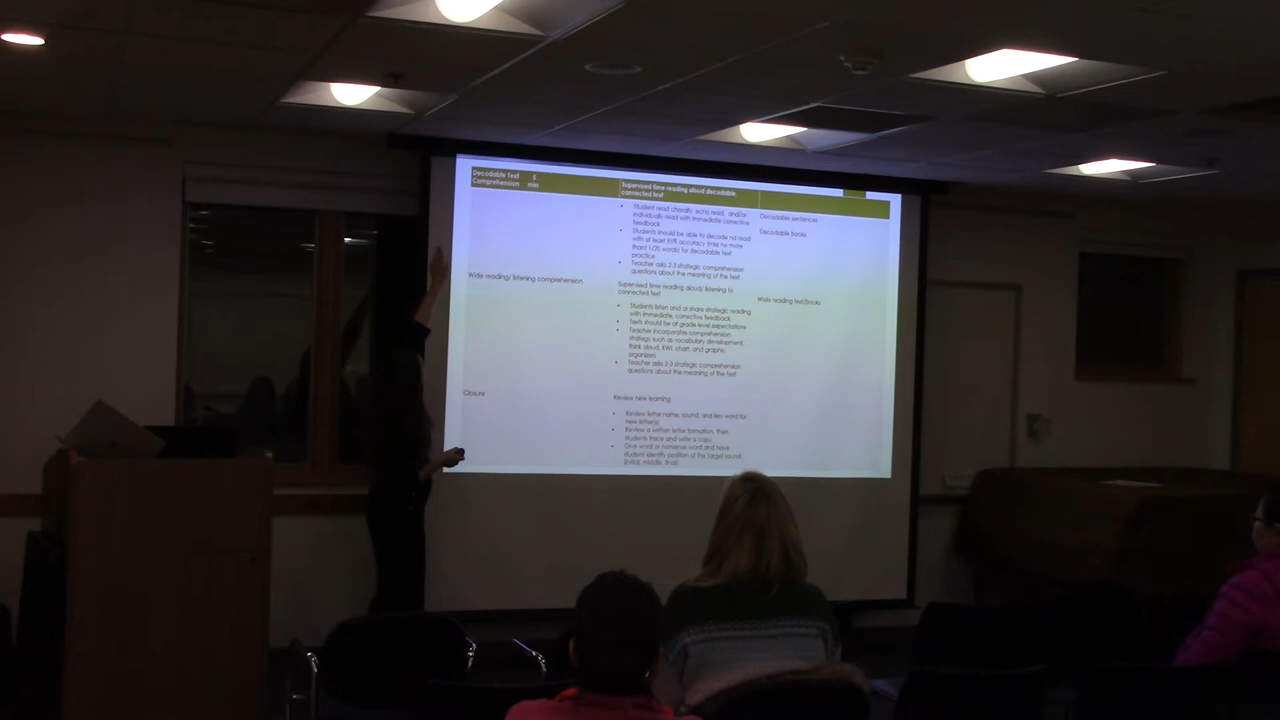 Decodable Text 5
Comprehension min
Supervised time reading aloud decodable
connected text
• Student read chorally, echo read, and/or
individually read with immediate corrective
feedback
• Students should be able to decode nd read
with at least 95% accuracy (miss no more
than 1/20 words) for decodable text
practice
• Teacher asks 2-3 strategic comprehension
questions about the meaning of the text
Decodable sentences
Decodable books
Wide reading/ listening comprehension
Supervised time reading aloud/ listening to
connected text
• Students listen and or share strategic reading
with immediate, corrective feedback
• Texts should be at grade level expectations
• Teacher incorporates comprehension
strategy such as vocabulary development,
think aloud, KWL chart, and graphic
organizers
• Teacher asks 2-3 strategic comprehension
questions about the meaning of the text
Wide reading text/books
Closure
Review new learning
• Review letter name, sound, and key word for
new letter(s)
• Review a written letter formation, then
students trace and write a copy.
• Give word or nonsense word and have
student identify position of the target sound
(initial, middle, final)